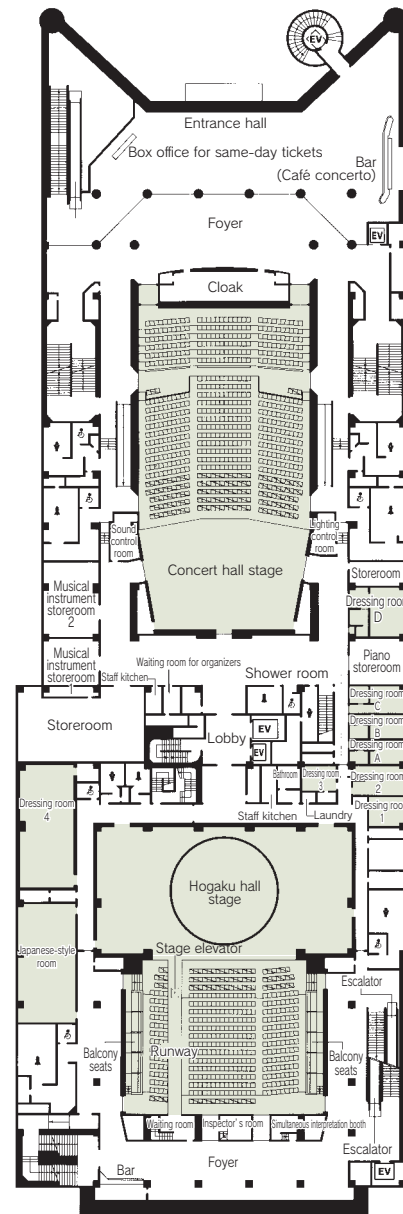 EV
Entrance hall
Box office for same-day tickets
Bar
(Café concerto)
Foyer
EV
Cloak
Sound
control
room
Lighting
control
room
Concert hall stage
Storeroom
Dressing room
D
Musical
instrument
storeroom
2
Musical
instrument
storeroom
1
Piano
storeroom
Waiting room for organizers
Staff kitchen
Shower room
Dressing room
C
Dressing room
B
Dressing room
A
Storeroom
Lobby
EV
EV
Bathroom
Dressing room
3
Dressing room
2
Dressing room
1
Staff kitchen
Laundry
Dressing room
4
Hogaku hall
stage
Japanese-style
room
Stage elevator
Escalator
Balcony
seats
Runway
Balcony
seats
Waiting room
Inspector's room
Simultaneous interpretation booth
Bar
Foyer
Escalator
EV